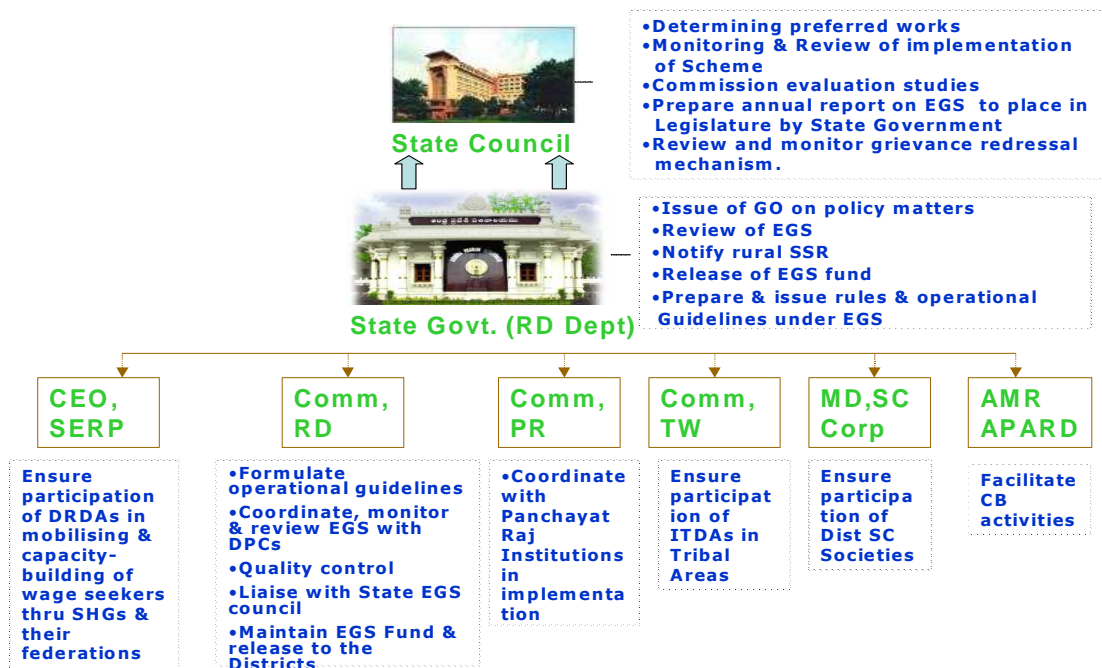 •Determining preferred works
•Monitoring & Review of implementation
of Scheme
•Commission evaluation studies
•Prepare annual report on EGS to place in
Legislature by State Government
•Review and monitor grievance redressal
mechanism.
State Council
•Issue of GO on policy matters
•Review of EGS
•Notify rural SSR
•Release of EGS fund
•Prepare & issue rules & operational
Guidelines under EGS
ఆంధ్ర ప్రదేశ్ సచివాలయము
State Govt. (RD Dept)
CEO,
SERP
Ensure
participation
of DRDAs in
mobilising &
capacity-
building of
wage seekers
thru SHGs &
their
federations
Comm,
RD
•Formulate
operational guidelines
•Coordinate, monitor
& review EGS with
DPCs
•Quality control
•Liaise with State EGS
council
•Maintain EGS Fund &
release to the
Districts
Comm,
PR
•Coordinate
with
Panchayat
Raj
Institutions
in
implementa
tion
Comm,
TW
Ensure
participat
ion of
ITDAs in
Tribal
Areas
MD,SC
Corp
Ensure
participa
tion of
Dist SC
Societies
AMR
APARD
Facilitate
CB
activities